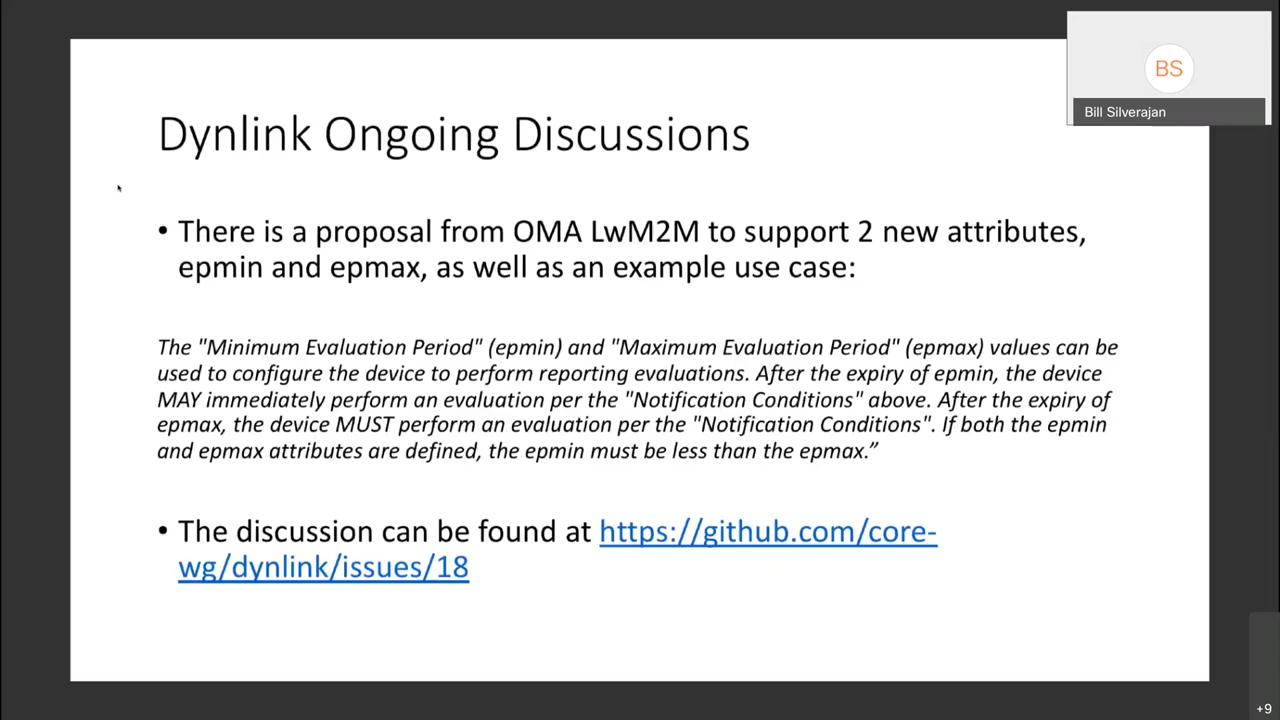 BS
Bill Silverajan
Dynlink Ongoing Discussions
• There is a proposal from OMA LwM2M to support 2 new attributes,
epmin and epmax, as well as an example use case:
The "Minimum Evaluation Period" (epmin) and "Maximum Evaluation Period" (epmax) values can be
used to configure the device to perform reporting evaluations. After the expiry of epmin, the device
MAY immediately perform an evaluation per the "Notification Conditions" above. After the expiry of
epmax, the device MUST perform an evaluation per the "Notification Conditions". If both the epmin
and epmax attributes are defined, the epmin must be less than the epmax.”
• The discussion can be found at https://github.com/core-
wg/dynlink/issues/18
+9